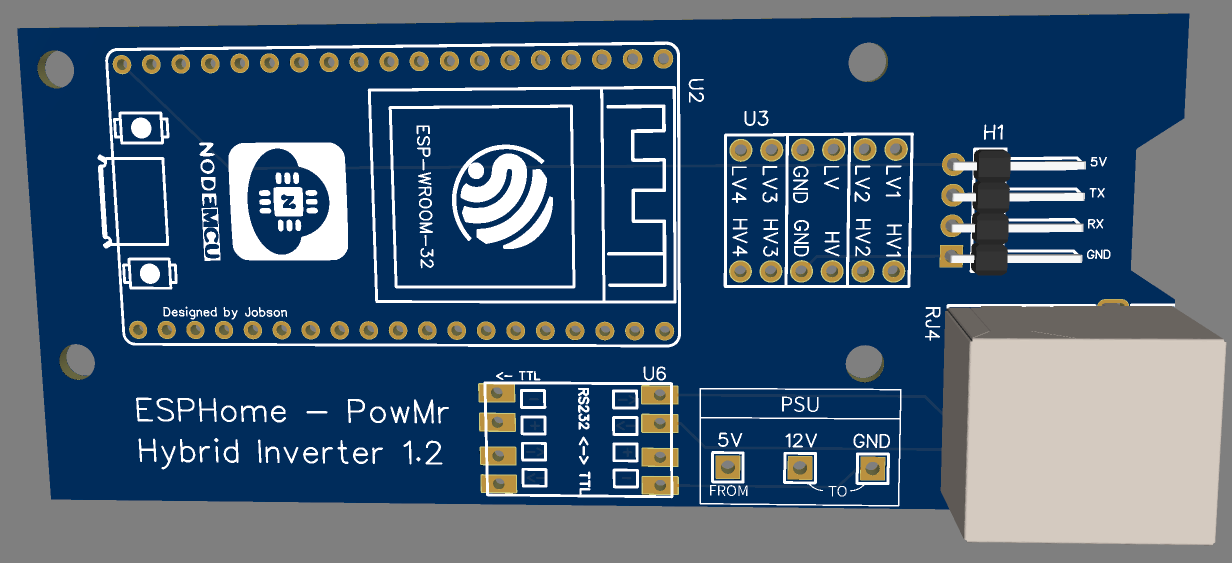 U2
NODEMCU
N
ESP-WROOM-32
Designed by Jobson
U3
LV4 LV3 GND LV LV2 LV1
HV4 HV3 GND HV HV2 HV1
H1
5V
TX
RX
GND
RJ4
ESPHome - PowMr
Hybrid Inverter 1.2
<- TTL
U6
RS232 <-> TTL
PSU
5V 12V GND
FROM TO